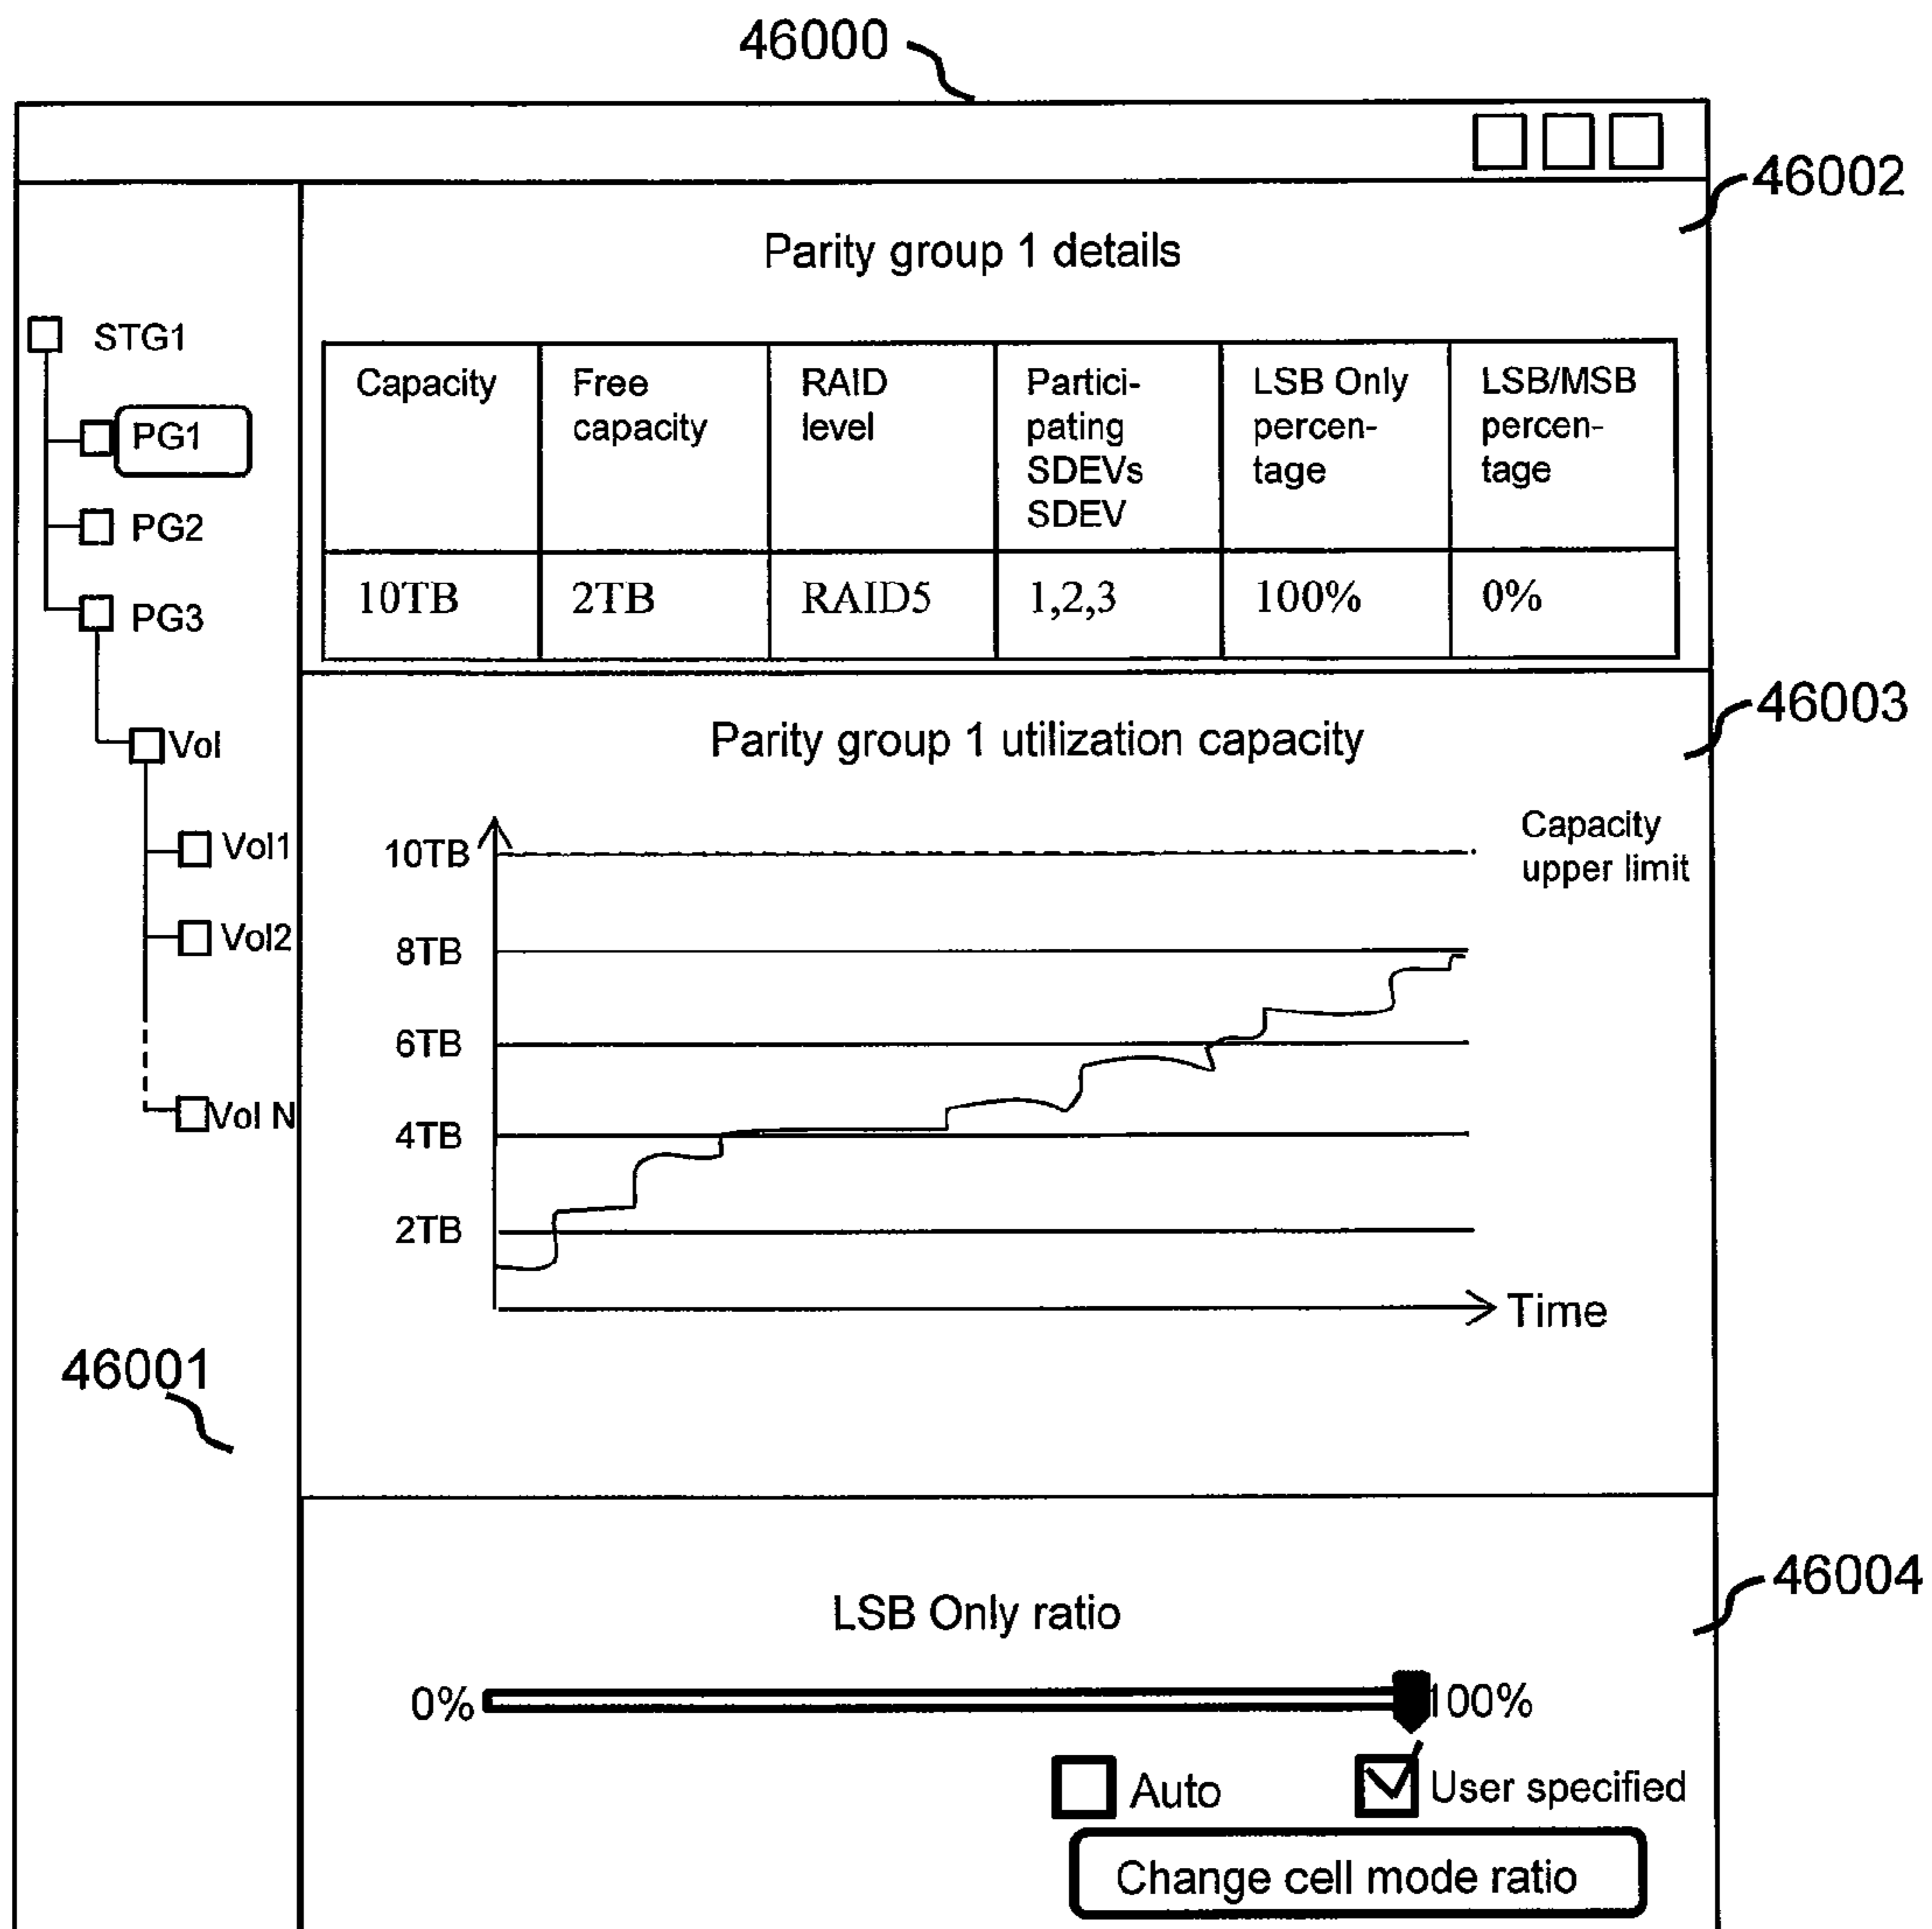 46000
46002
Parity group 1 details
STG1
PG1
PG2
PG3
Vol
Vol1
Vol2
Vol N
46001
Capacity
Free
capacity
RAID
level
Partici-
pating
SDEVs
SDEV
LSB Only
percen-
tage
LSB/MSB
percen-
tage
10TB
2TB
RAID5
1,2,3
100%
0%
46003
Parity group 1 utilization capacity
Capacity
upper limit
10TB
8TB
6TB
4TB
2TB
Time
46004
LSB Only ratio
0%
100%
Auto
User specified
Change cell mode ratio